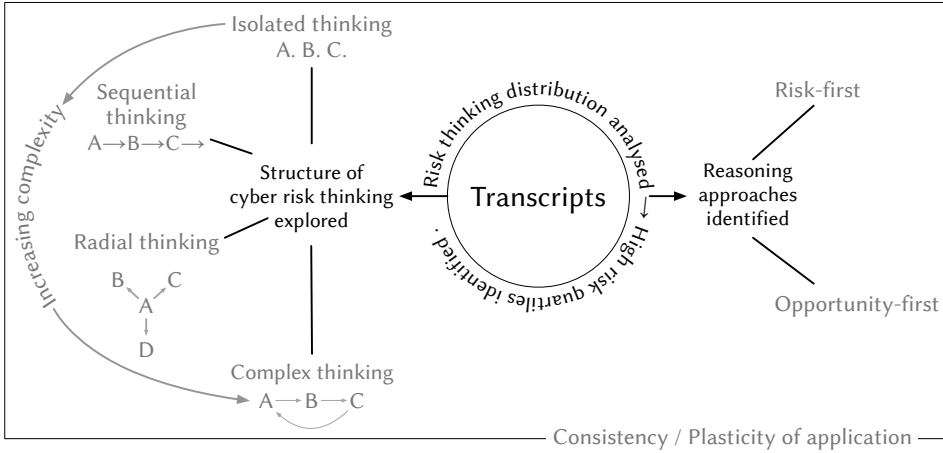 Isolated thinking
A. B. C.
Sequential
thinking
A→B→C→
Increasing complexity
Structure of
cyber risk thinking
explored
Radial thinking
B C
A
D
Complex thinking
A→B→C
Risk thinking distribution analysed → High risk quartiles identified .
Transcripts
Reasoning
approaches
identified
Risk-first
Opportunity-first
Consistency / Plasticity of application